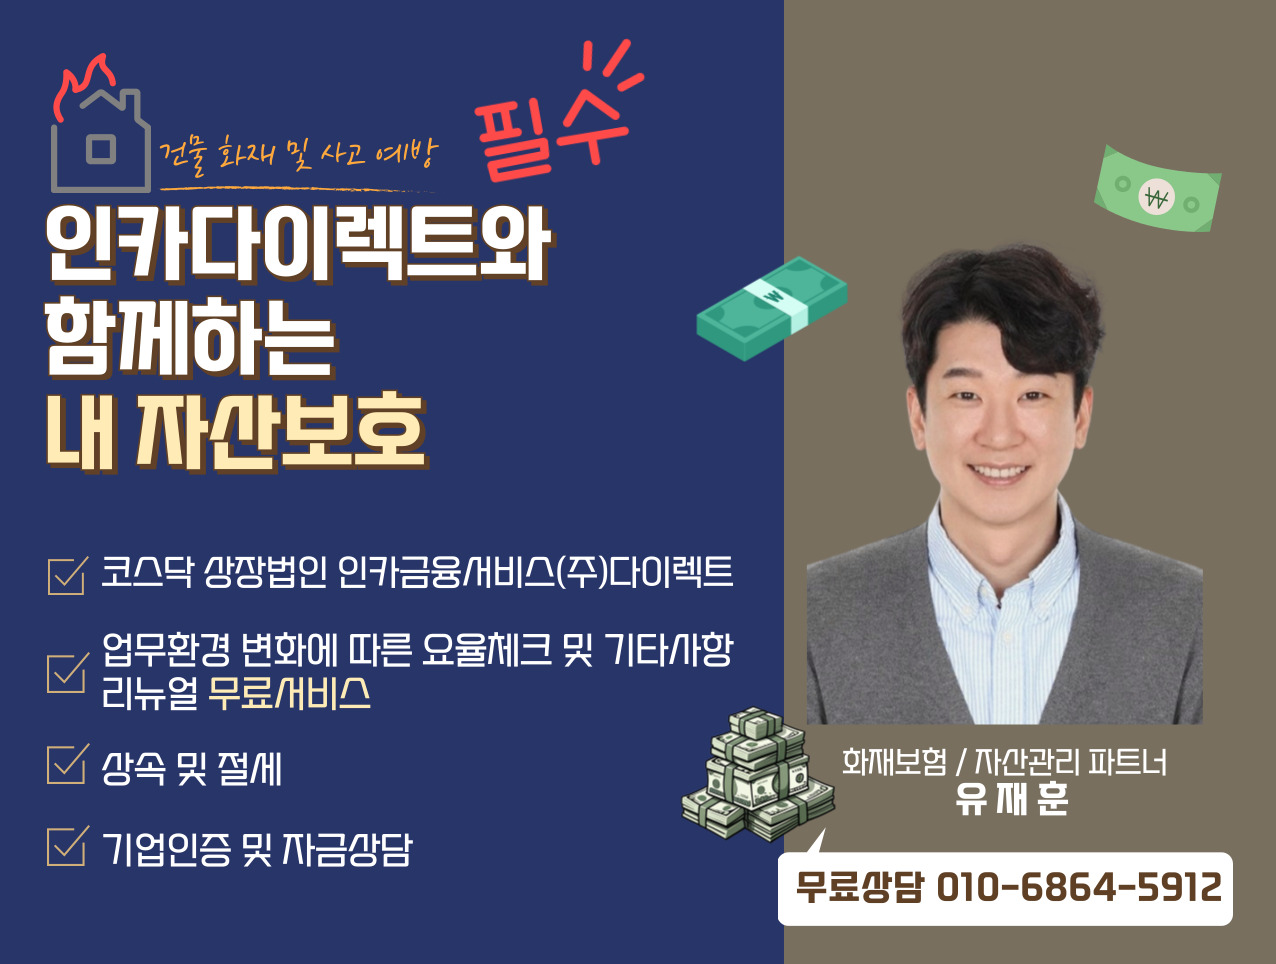 건물 화재 및 사고 예방
필수
인카다이렉트와
함께하는
내 자산보호
코스닥 상장법인 인카금융서비스(주)다이렉트
업무환경 변화에 따른 요율체크 및 기타사항
리뉴얼 무료서비스
상속 및 절세
기업인증 및 자금상담
화재보험 / 자산관리 파트너
유재훈
무료상담 010-6864-5912